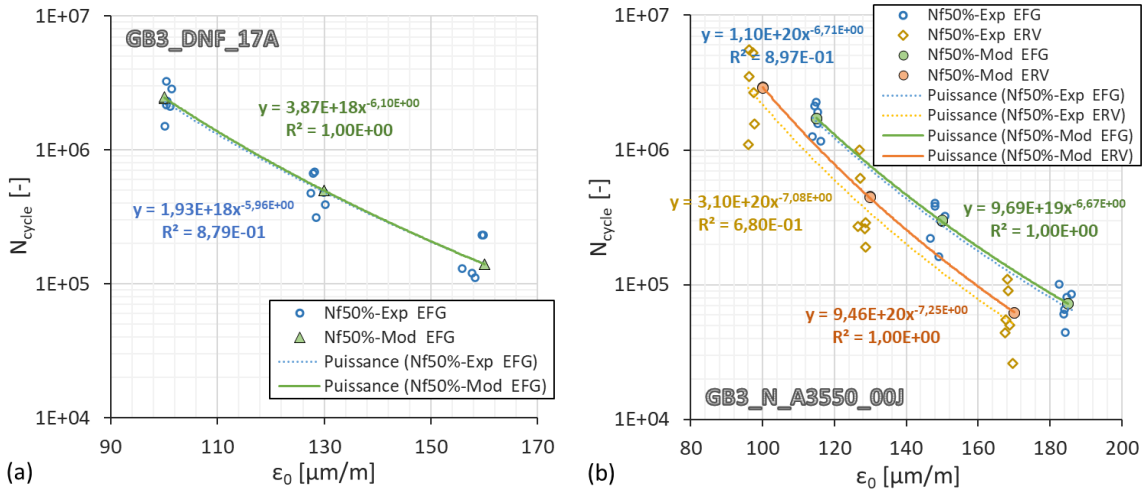 1E+07
1E+06
1E+05
1E+04
N_cycle [-]
GB3_DNF_17A
y = 3,87E+18x^-6,10E+00
R² = 1,00E+00
y = 1,93E+18x^-5,96E+00
R² = 8,79E-01
Nf50%-Exp EFG
Nf50%-Mod EFG
Puissance (Nf50%-Exp EFG)
Puissance (Nf50%-Mod EFG)
90 110 130 150 170
(a)
ε₀ [µm/m]
1E+07
1E+06
1E+05
1E+04
N_cycle [-]
y = 1,10E+20x^-6,71E+00
R² = 8,97E-01
Nf50%-Exp EFG
Nf50%-Exp ERV
Nf50%-Mod EFG
Nf50%-Mod ERV
Puissance (Nf50%-Exp EFG)
Puissance (Nf50%-Exp ERV)
Puissance (Nf50%-Mod EFG)
Puissance (Nf50%-Mod ERV)
y = 3,10E+20x^-7,08E+00
R² = 6,80E-01
y = 9,69E+19x^-6,67E+00
R² = 1,00E+00
y = 9,46E+20x^-7,25E+00
R² = 1,00E+00
GB3_N_A3550_00J
80 100 120 140 160 180 200
(b)
ε₀ [µm/m]